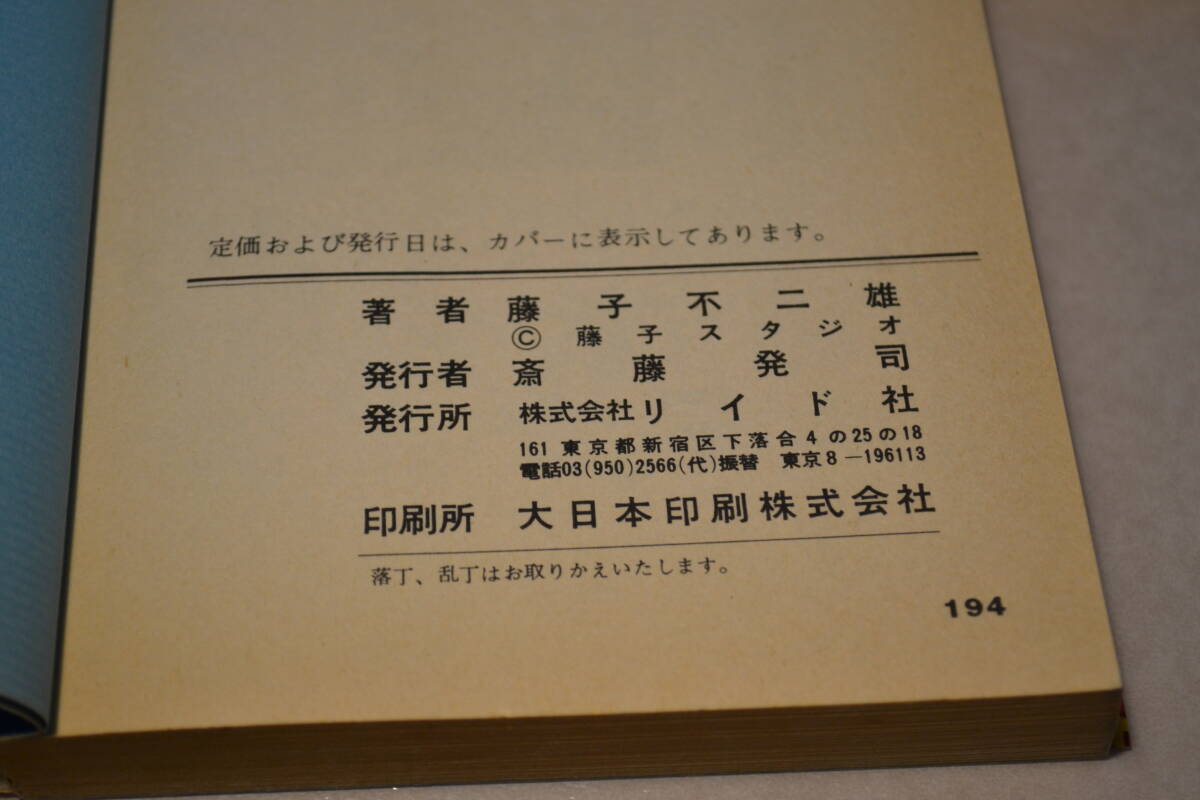 定価および発行日は、カバーに表示してあります。
著者 藤子不二雄
© 藤子スタジオ
発行者 斎藤発司
発行所 株式会社リイド社
161 東京都新宿区下落合4の25の18
電話03(950)2566(代)振替 東京8-196113
印刷所 大日本印刷株式会社
落丁、乱丁はお取りかえいたします。
194